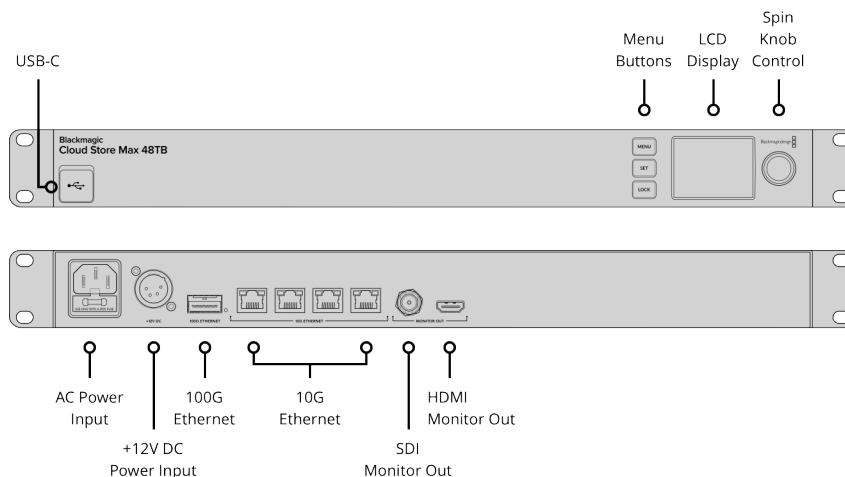 Spin
Knob
Control
Menu
Buttons
LCD
Display
USB-C
Blackmagic
Cloud Store Max 48TB
MENU
SET
LOCK
Blackmagicdesign
+12V DC
100G ETHERNET
10G ETHERNET
MONITOR OUT
AC Power
Input
100G
Ethernet
10G
Ethernet
HDMI
Monitor Out
+12V DC
Power Input
SDI
Monitor Out